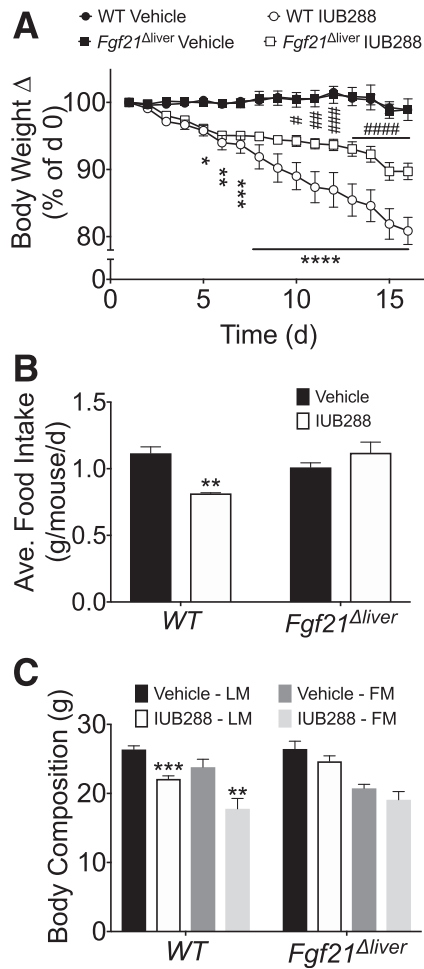 A
WT Vehicle WT IUB288
Fgf21Δliver Vehicle Fgf21Δliver IUB288
Body Weight Δ
(% of d 0)
100
90
80
0
# ## ### ####
* ** *** ****
0 5 10 15
Time (d)
B
Ave. Food Intake
(g/mouse/d)
1.5
1.0
0.5
0.0
Vehicle
IUB288
**
WT Fgf21Δliver
C
Vehicle - LM Vehicle - FM
IUB288 - LM IUB288 - FM
Body Composition (g)
30
20
10
0
*** **
WT Fgf21Δliver